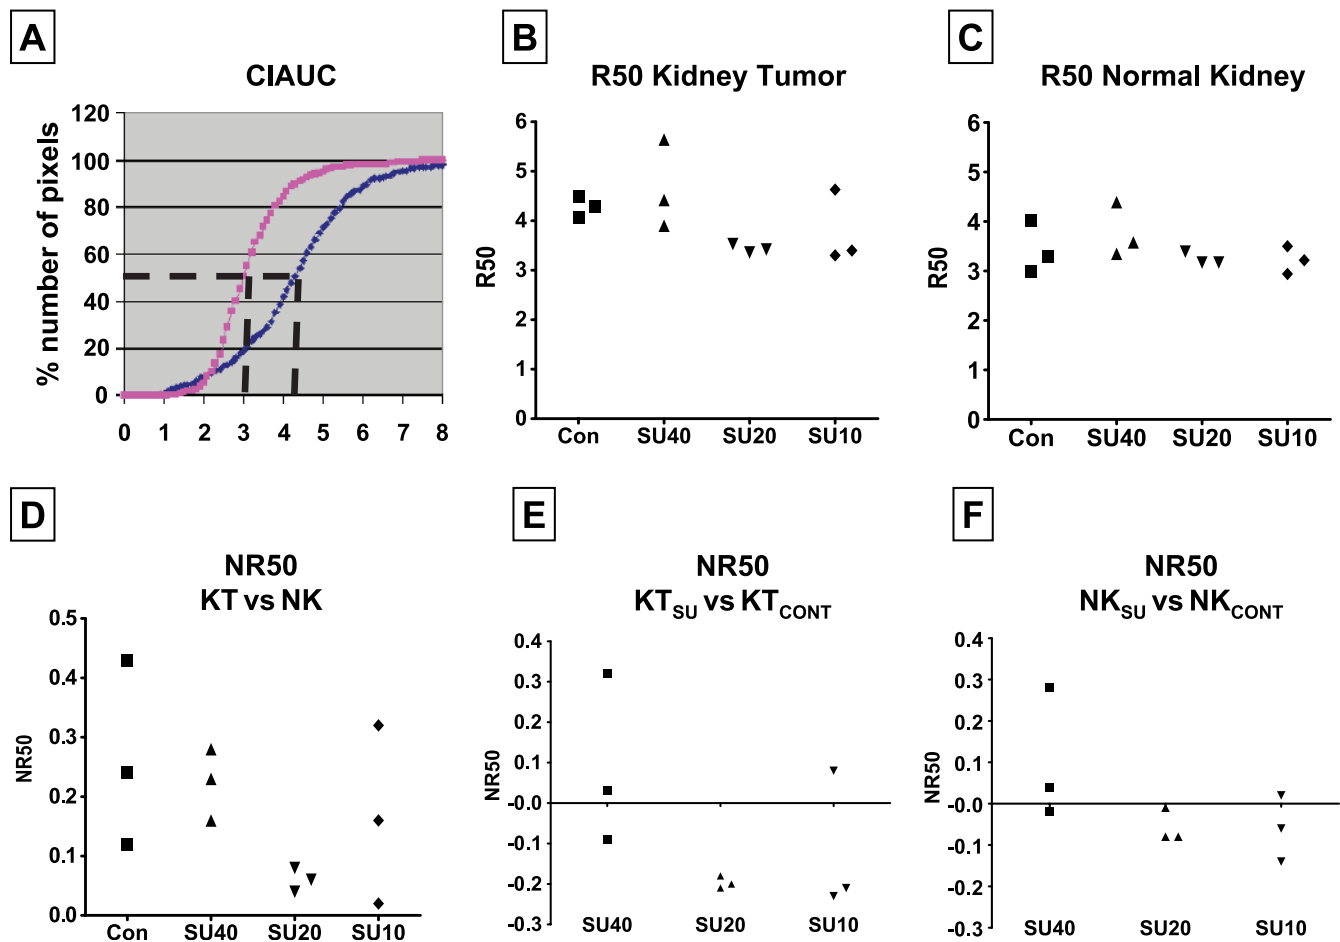 A
CIAUC
% number of pixels
120
100
80
60
40
20
0
0 1 2 3 4 5 6 7 8
B
R50 Kidney Tumor
R50
6
5
4
3
2
1
0
Con SU40 SU20 SU10
C
R50 Normal Kidney
R50
6
5
4
3
2
1
0
Con SU40 SU20 SU10
D
NR50
KT vs NK
NR50
0.5
0.4
0.3
0.2
0.1
0.0
Con SU40 SU20 SU10
E
NR50
KTSU vs KTCONT
NR50
0.4
0.3
0.2
0.1
-0.0
-0.1
-0.2
-0.3
SU40 SU20 SU10
F
NR50
NKSU vs NKCONT
NR50
0.4
0.3
0.2
0.1
-0.0
-0.1
-0.2
-0.3
SU40 SU20 SU10